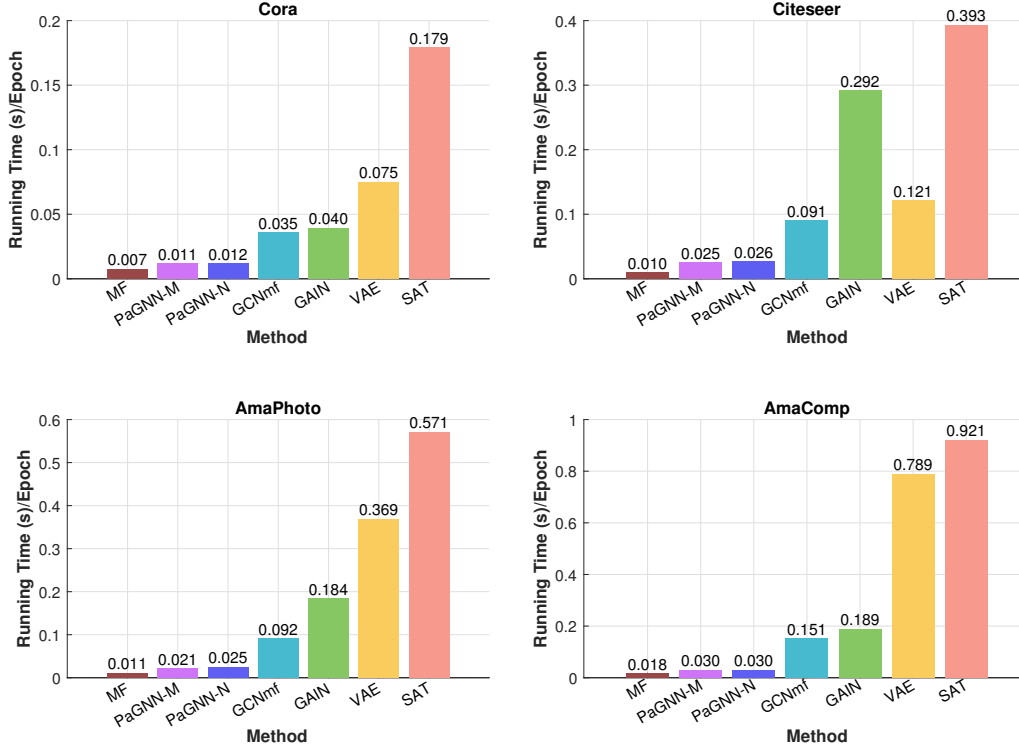 Cora
Running Time (s)/Epoch
0.2
0.15
0.1
0.05
0
0.007
0.011
0.012
0.035
0.040
0.075
0.179
MF
PaGNN-M
PaGNN-N
GCNmf
GAIN
VAE
SAT
Method
Citeseer
Running Time (s)/Epoch
0.4
0.3
0.2
0.1
0
0.010
0.025
0.026
0.091
0.292
0.121
0.393
MF
PaGNN-M
PaGNN-N
GCNmf
GAIN
VAE
SAT
Method
AmaPhoto
Running Time (s)/Epoch
0.6
0.5
0.4
0.3
0.2
0.1
0
0.011
0.021
0.025
0.092
0.184
0.369
0.571
MF
PaGNN-M
PaGNN-N
GCNmf
GAIN
VAE
SAT
Method
AmaComp
Running Time (s)/Epoch
1
0.8
0.6
0.4
0.2
0
0.018
0.030
0.030
0.151
0.189
0.789
0.921
MF
PaGNN-M
PaGNN-N
GCNmf
GAIN
VAE
SAT
Method